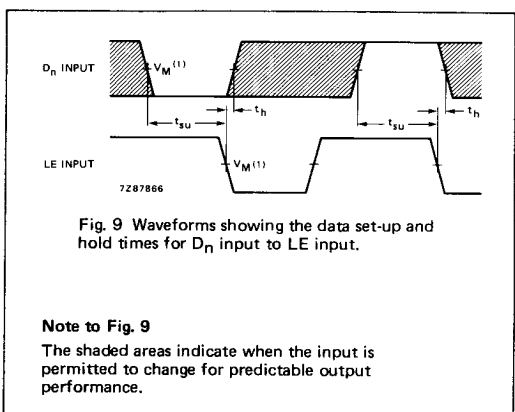 Dn INPUT
VM(1)
tsu
th
tsu
th
LE INPUT
VM(1)
7Z87866
Fig. 9 Waveforms showing the data set-up and
hold times for Dn input to LE input.
Note to Fig. 9
The shaded areas indicate when the input is
permitted to change for predictable output
performance.